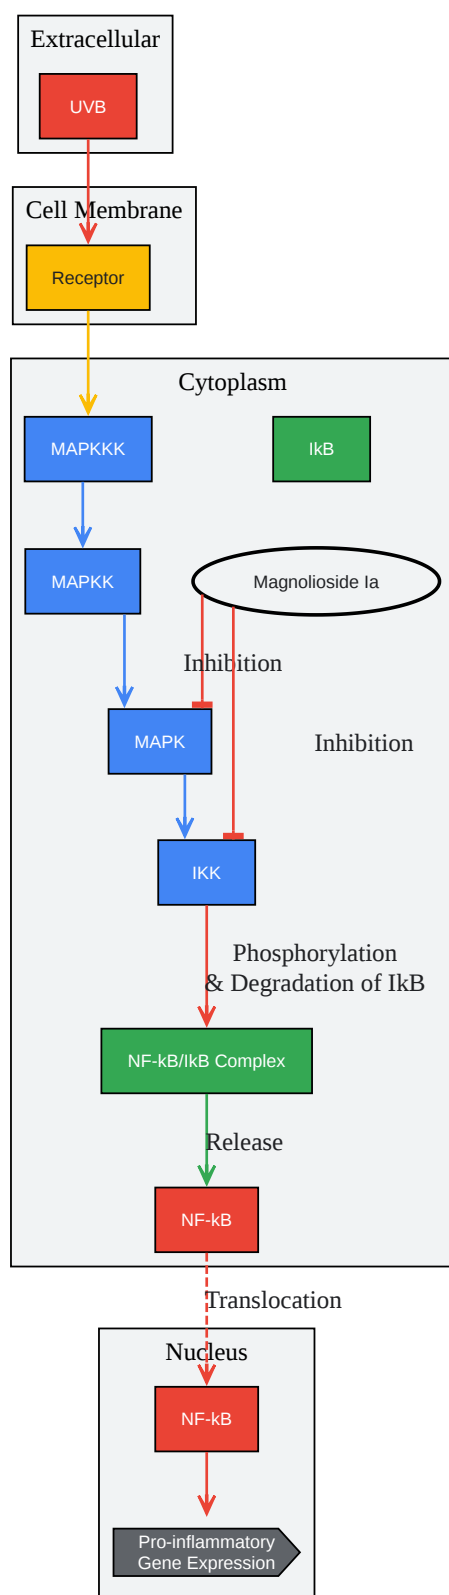 Extracellular
UVB
Cell Membrane
Receptor
Cytoplasm
MAPKKK
IkB
MAPKK
Magnolioside Ia
Inhibition
MAPK
Inhibition
IKK
Phosphorylation
& Degradation of IkB
NF-kB/IkB Complex
Release
NF-kB
Translocation
Nucleus
NF-kB
Pro-inflammatory
Gene Expression